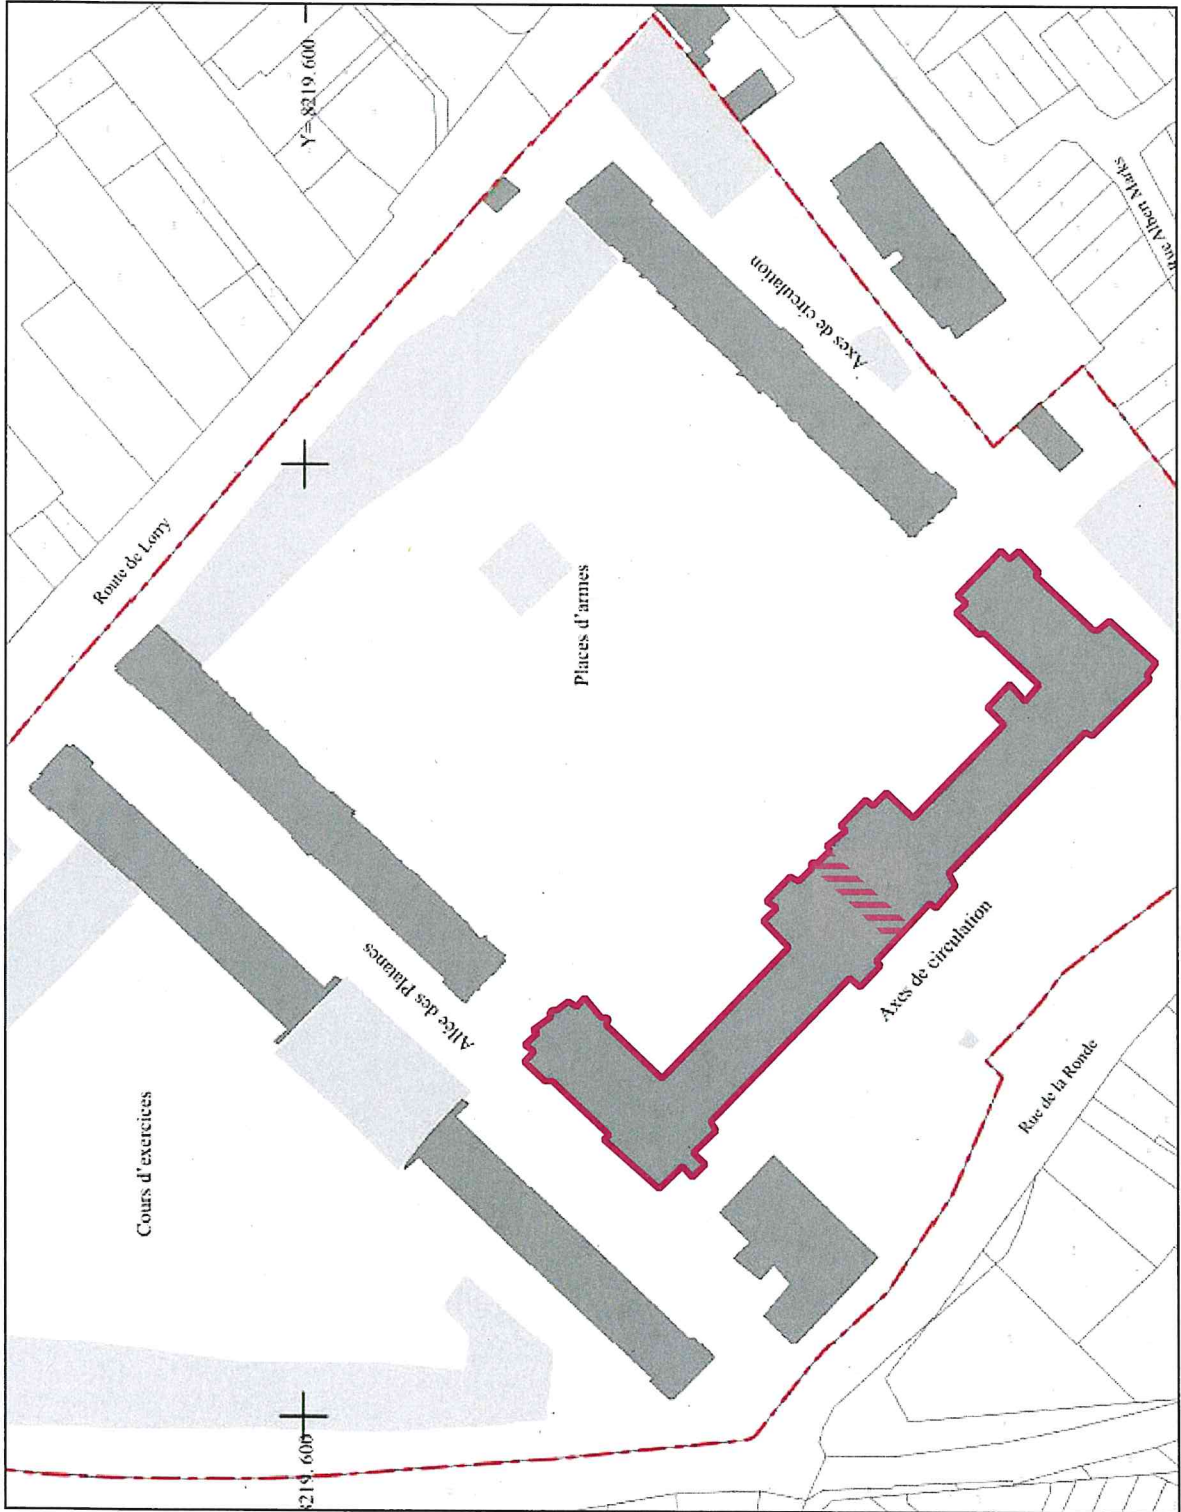 Y= 8219.600
Route de Lorry
Axes de circulation
Rue Albert Marks
Places d'armes
Allée des Platanes
Cours d'exercices
Axes de circulation
Rue de la Ronde
8219.600